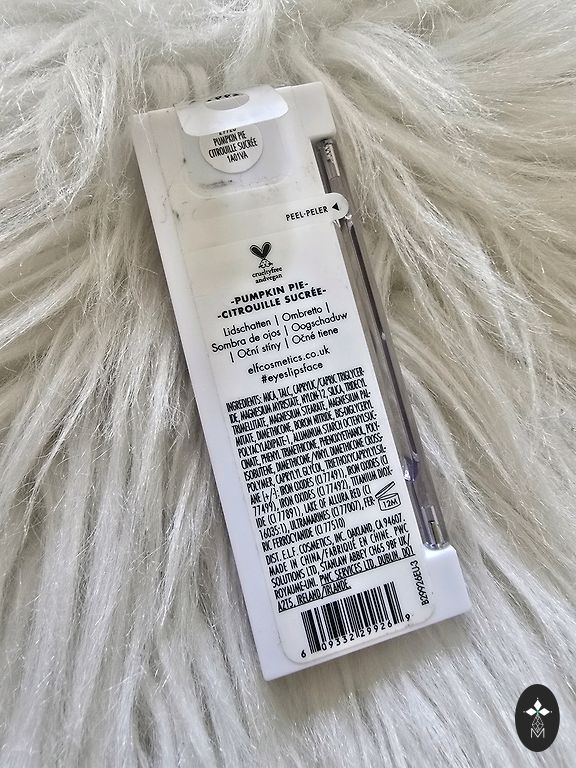 PUMPKIN PIE
CITROUILLE SUCRÉE
1A01VA
PEEL-PELER
crueltyfree
andvegan
-PUMPKIN PIE-
-CITROUILLE SUCRÉE-
Lidschatten | Ombretto |
Sombra de ojos | Oogschaduw
| Oční stíny | Očné tiene
elfcosmetics.co.uk
#eyeslipsface
INGREDIENTS: MICA, TALC, CAPRYLIC/CAPRIC TRIGLYCER-
IDE, MAGNESIUM MYRISTATE, NYLON-12, SILICA, TRIDECYL
TRIMELLITATE, MAGNESIUM STEARATE, MAGNESIUM PAL-
MITATE, DIMETHICONE, BORON NITRIDE, BIS-DIGLYCERYL
POLYACYLADIPATE-1, ALUMINUM STARCH OCTENYLSUC-
CINATE, PHENYL TRIMETHICONE, PHENOXYETHANOL, POLY-
ISOBUTENE, DIMETHICONE/VINYL DIMETHICONE CROSS-
POLYMER, CAPRYLYL GLYCOL, TRIETHOXYCAPRYLYLSIL-
ANE [+/-: IRON OXIDES (CI 77491), IRON OXIDES (CI
77499), IRON OXIDES (CI 77492), TITANIUM DIOX-
IDE (CI 77891), LAKE OF ALLURA RED (CI
16035:1), ULTRAMARINES (CI 77007), FER-
RIC FERROCYANIDE (CI 77510)
12M
DIST. E.L.F. COSMETICS, INC. OAKLAND, CA 94607,
MADE IN CHINA/FABRIQUÉ EN CHINE. PWC
SOLUTIONS LTD, STANLAW ABBEY CH65 9BF UK/
ROYAUME-UNI. PWC SERVICES LTD, DUBLIN, D01
A2T5, IRELAND/IRLANDE
B29926EU3
6 09332 29926 9
M